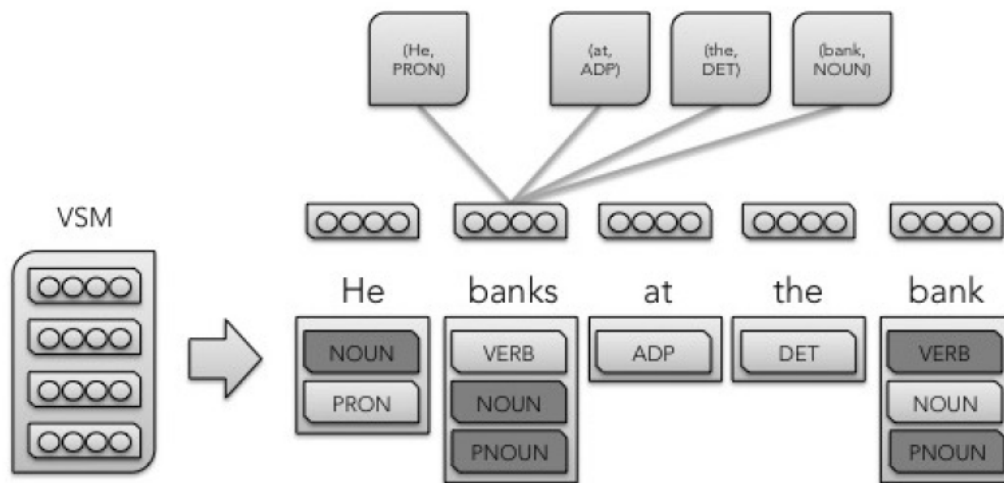 (He,
PRON)
(at,
ADP)
(the,
DET)
(bank,
NOUN)
VSM
He banks at the bank
NOUN VERB ADP DET VERB
PRON NOUN NOUN
PNOUN PNOUN